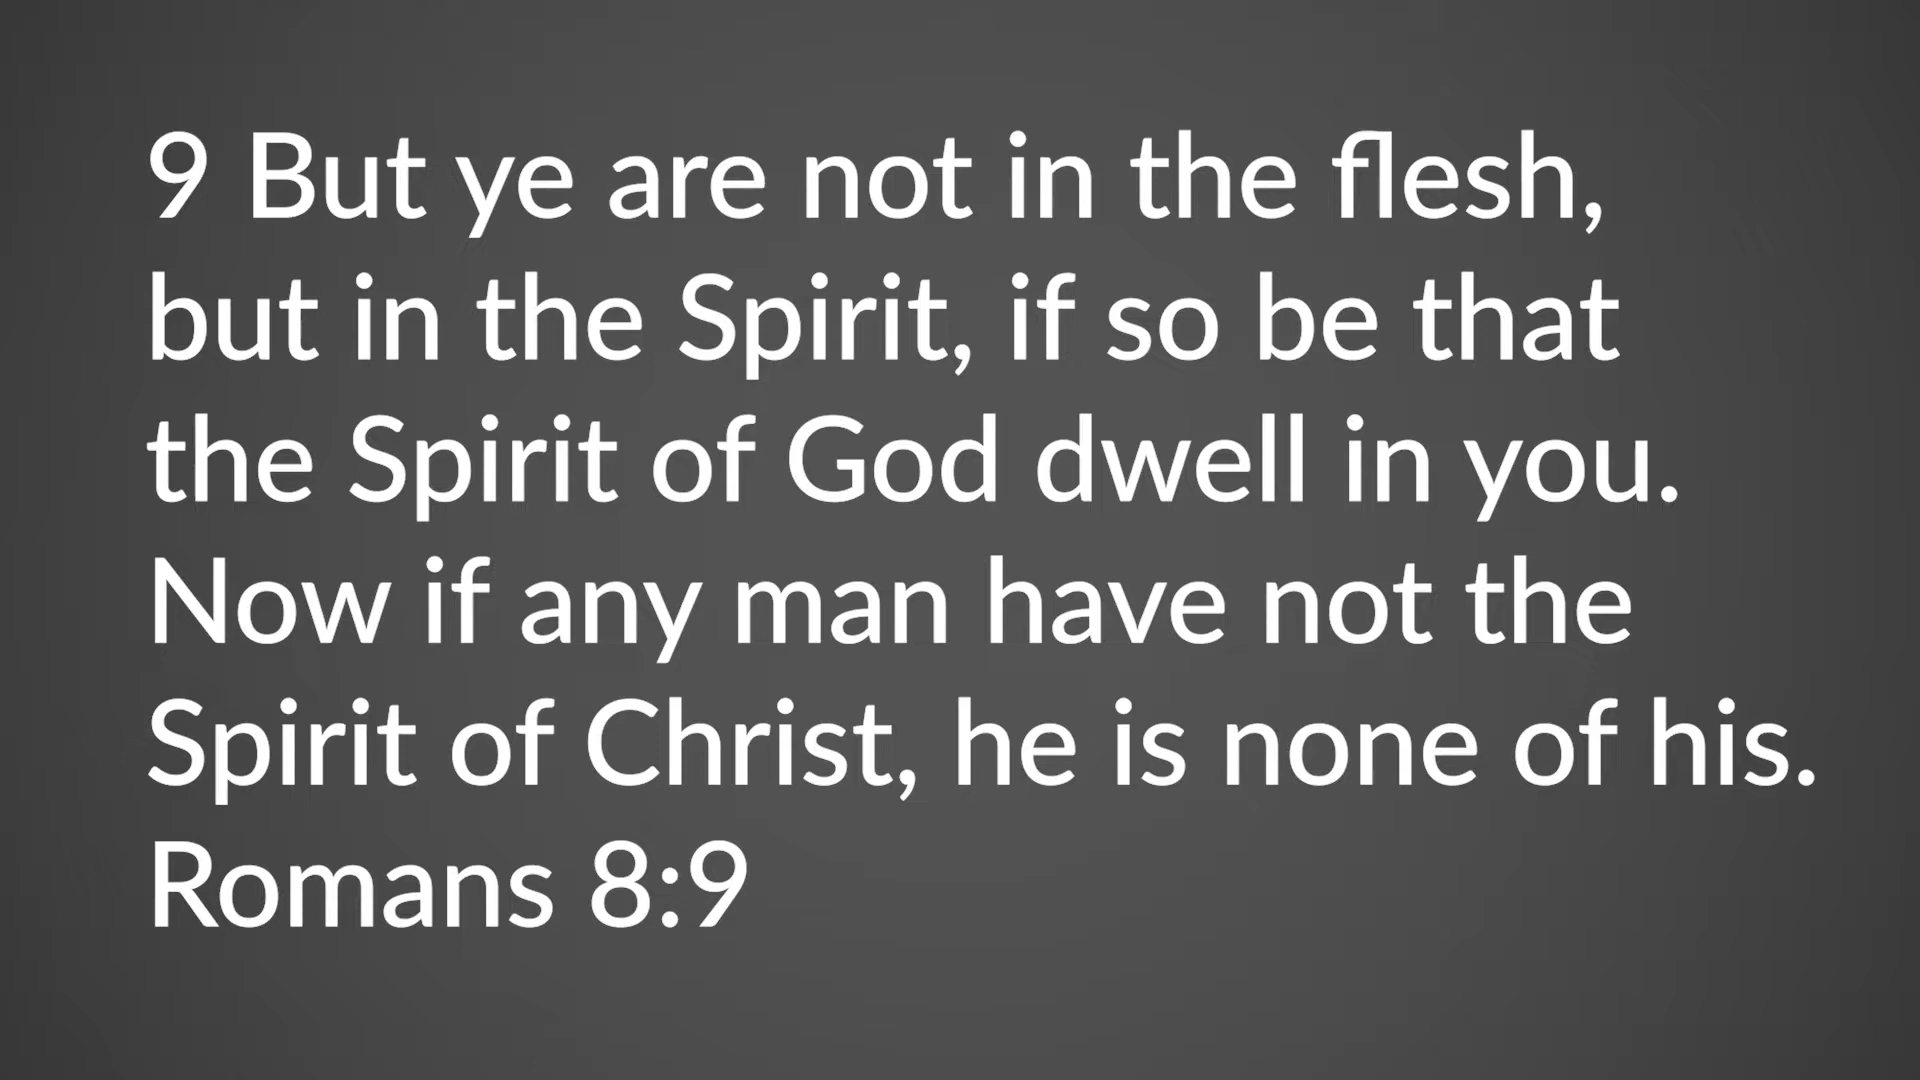 9 But ye are not in the flesh,
but in the Spirit, if so be that
the Spirit of God dwell in you.
Now if any man have not the
Spirit of Christ, he is none of his.
Romans 8:9